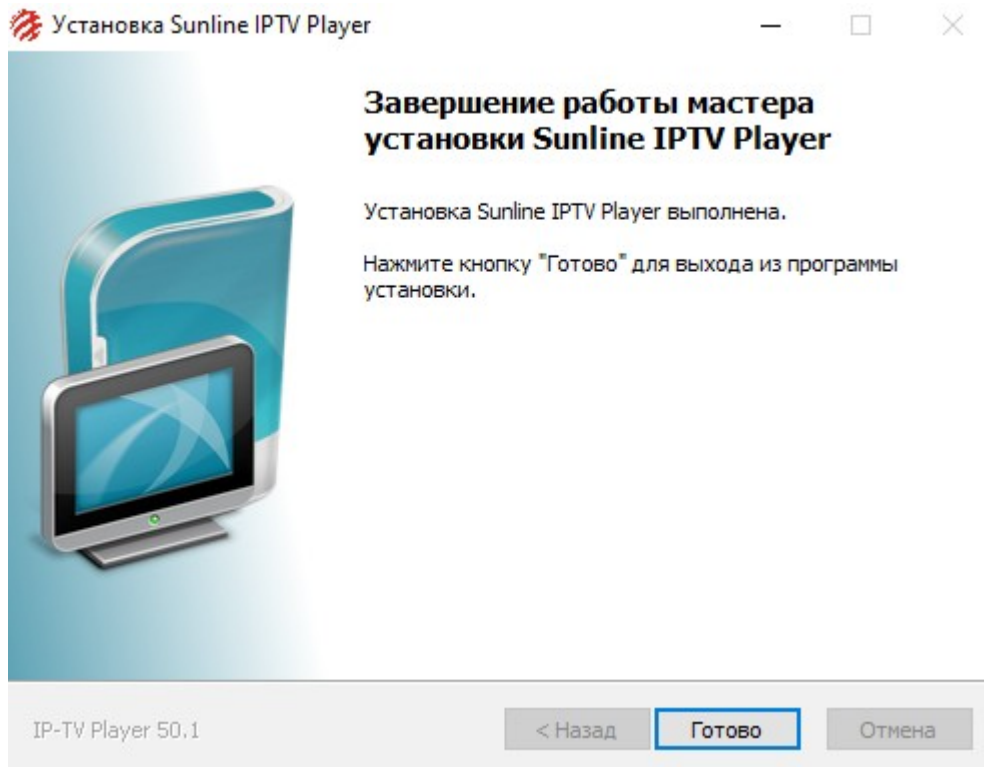 Установка Sunline IPTV Player
Завершение работы мастера
установки Sunline IPTV Player
Установка Sunline IPTV Player выполнена.
Нажмите кнопку "Готово" для выхода из программы
установки.
IP-TV Player 50.1
< Назад
Готово
Отмена